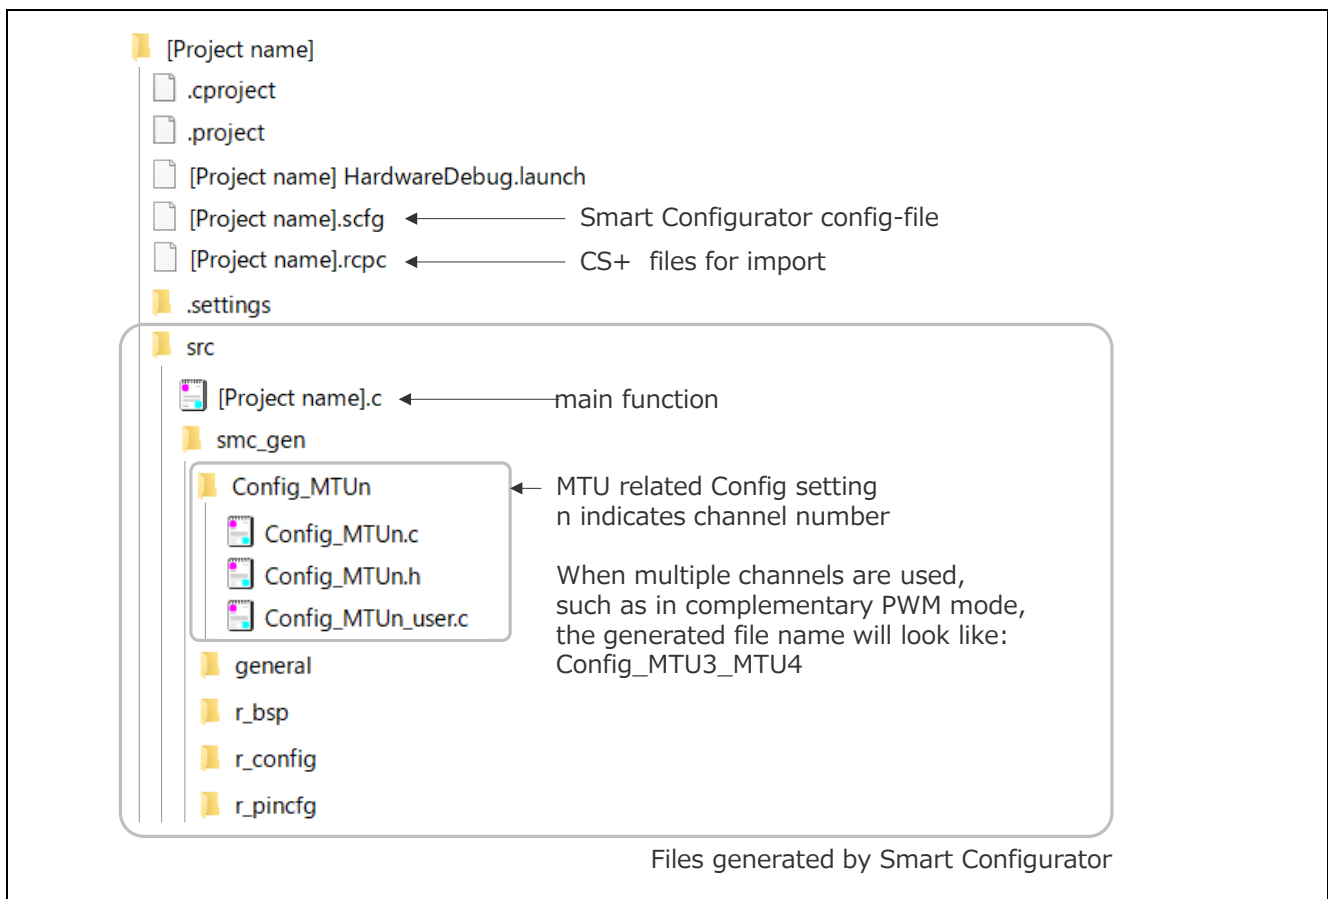 [Project name]
.cproject
.project
[Project name] HardwareDebug.launch
[Project name].scfg
Smart Configurator config-file
[Project name].rcpc
CS+  files for import
.settings
src
[Project name].c
main function
smc_gen
Config_MTUn
MTU related Config setting
n indicates channel number
Config_MTUn.c
Config_MTUn.h
Config_MTUn_user.c
When multiple channels are used,
such as in complementary PWM mode,
the generated file name will look like:
Config_MTU3_MTU4
general
r_bsp
r_config
r_pincfg
Files generated by Smart Configurator